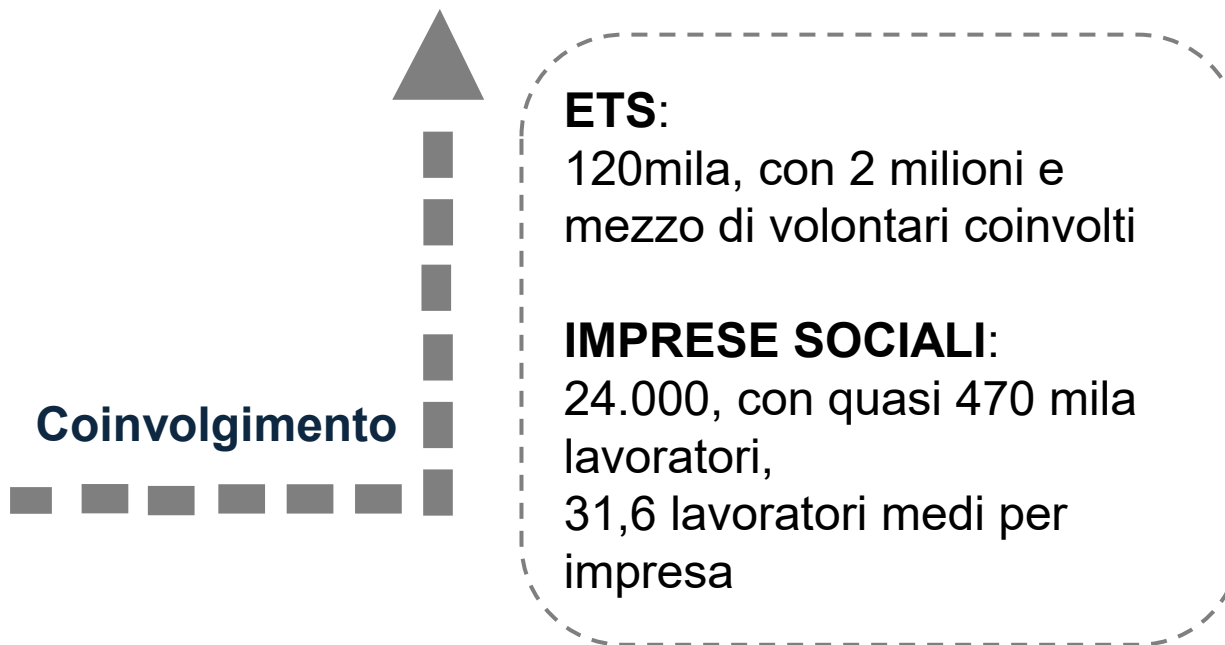 ETS:
120mila, con 2 milioni e
mezzo di volontari coinvolti
IMPRESE SOCIALI:
24.000, con quasi 470 mila
lavoratori,
31,6 lavoratori medi per
impresa
Coinvolgimento